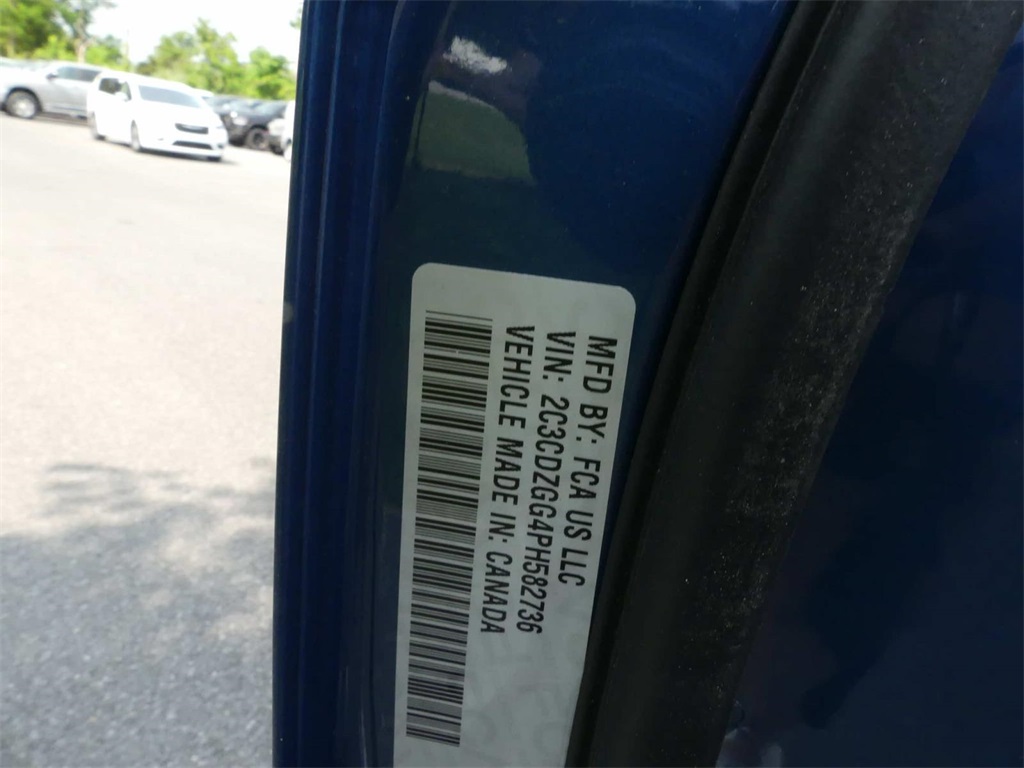 MFD BY: FCA US LLC
VIN: 2C3CDZGG4PH582736
VEHICLE MADE IN: CANADA